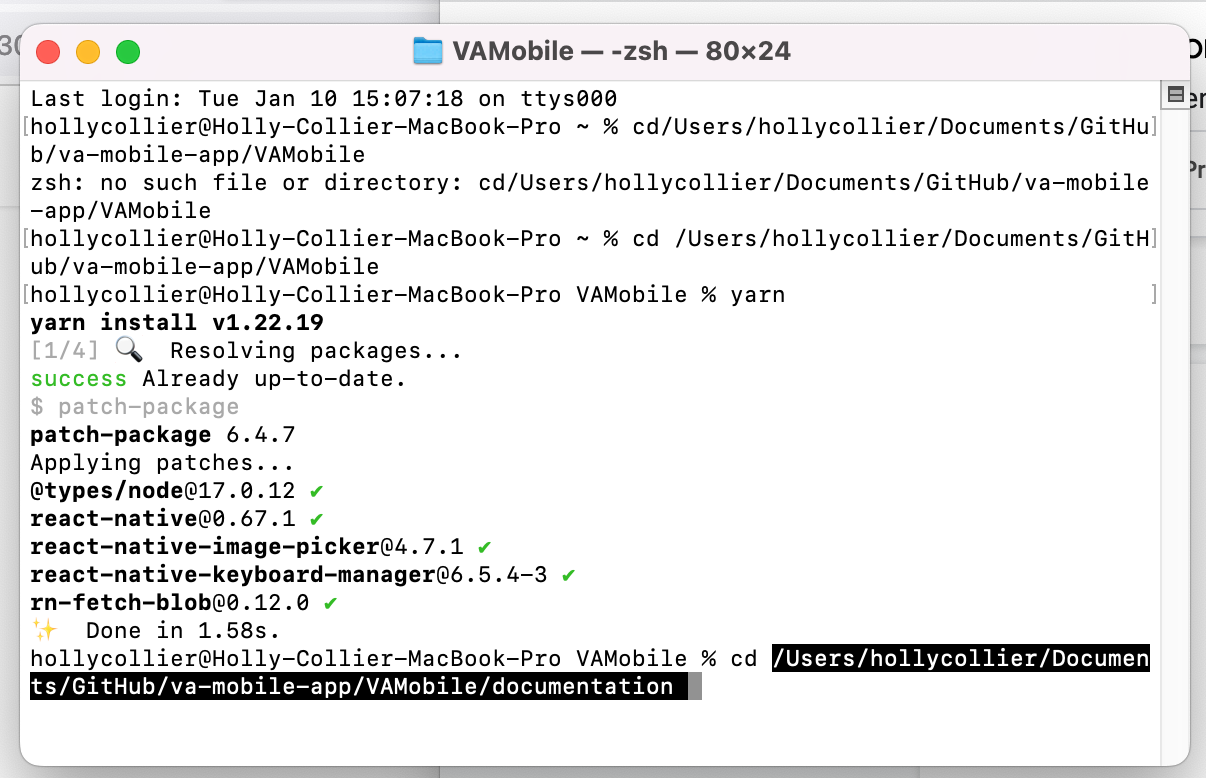 VAMobile — -zsh — 80×24
Last login: Tue Jan 10 15:07:18 on ttys000
[hollycollier@Holly-Collier-MacBook-Pro ~ % cd/Users/hollycollier/Documents/GitHu]
b/va-mobile-app/VAMobile
zsh: no such file or directory: cd/Users/hollycollier/Documents/GitHub/va-mobile
-app/VAMobile
[hollycollier@Holly-Collier-MacBook-Pro ~ % cd /Users/hollycollier/Documents/GitH]
ub/va-mobile-app/VAMobile
[hollycollier@Holly-Collier-MacBook-Pro VAMobile % yarn ]
yarn install v1.22.19
[1/4] 🔍 Resolving packages...
success Already up-to-date.
$ patch-package
patch-package 6.4.7
Applying patches...
@types/node@17.0.12 ✔
react-native@0.67.1 ✔
react-native-image-picker@4.7.1 ✔
react-native-keyboard-manager@6.5.4-3 ✔
rn-fetch-blob@0.12.0 ✔
✨ Done in 1.58s.
hollycollier@Holly-Collier-MacBook-Pro VAMobile % cd /Users/hollycollier/Documen
ts/GitHub/va-mobile-app/VAMobile/documentation